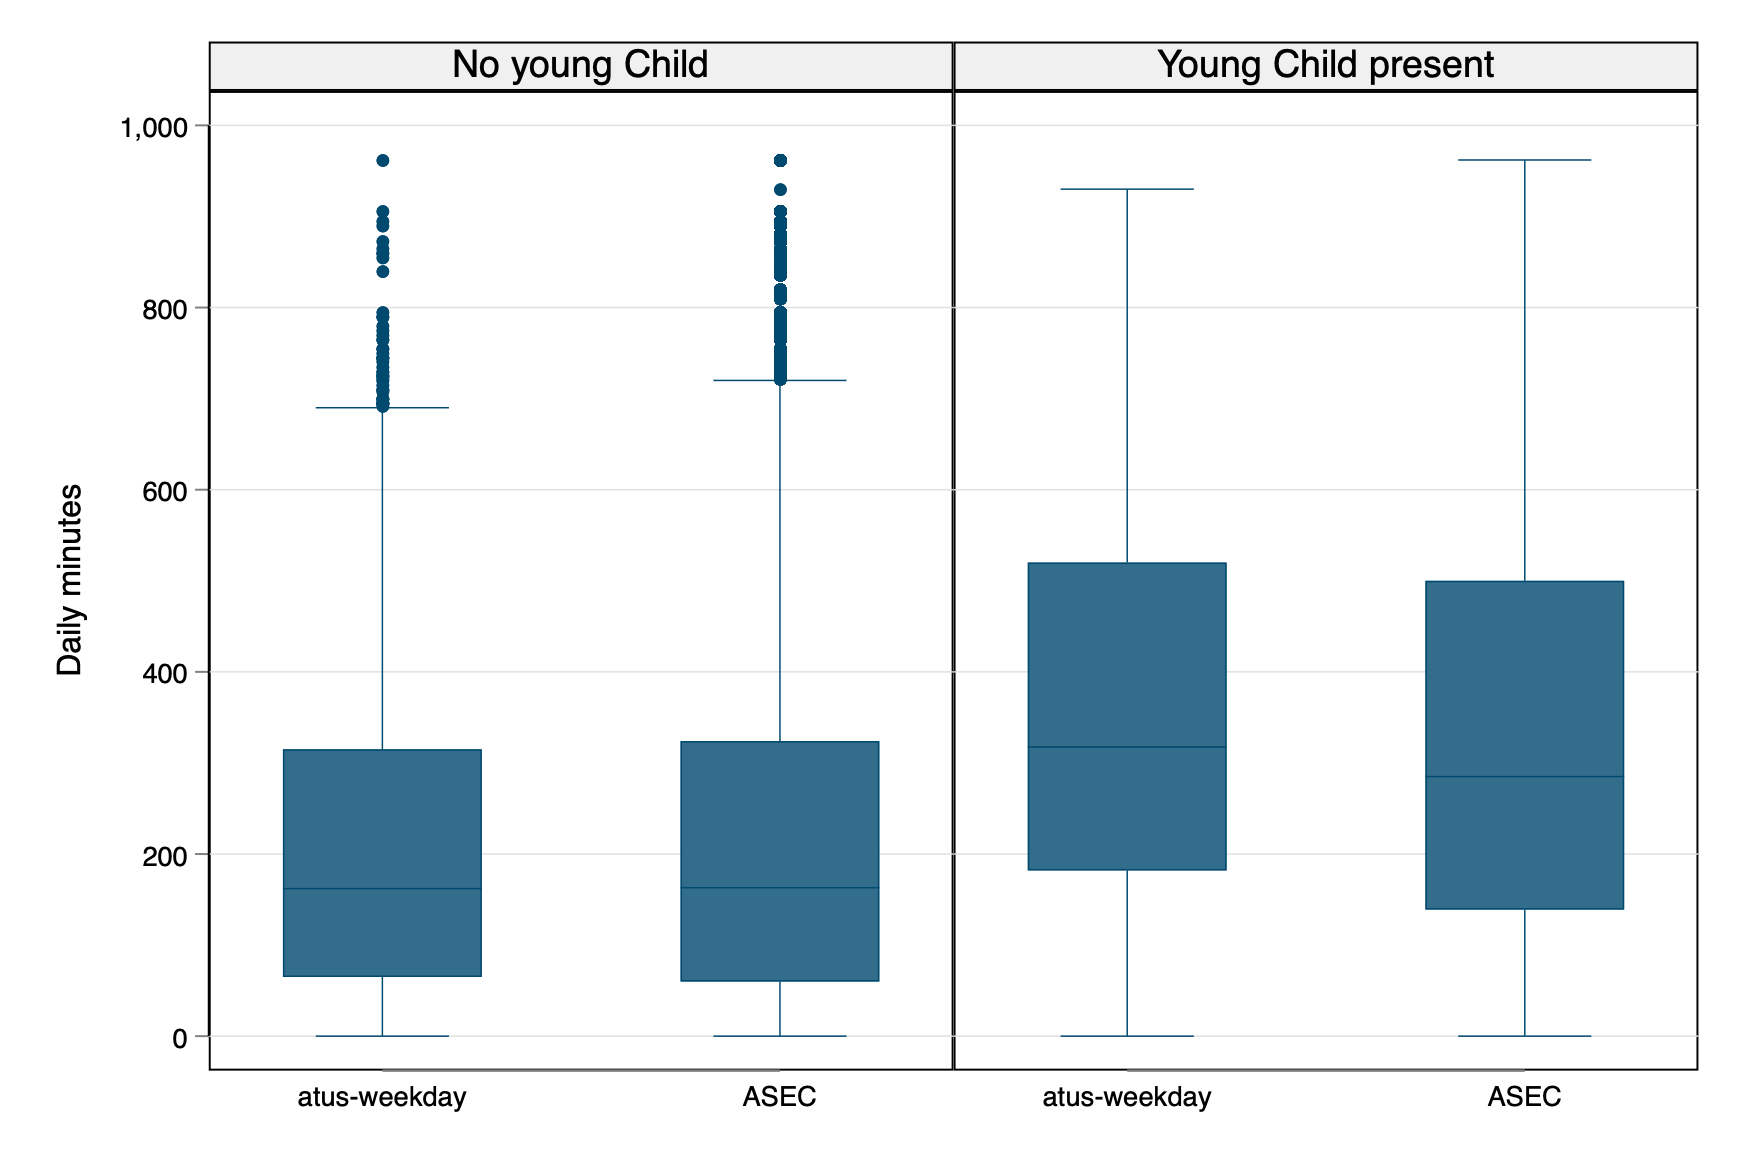 No young Child
Young Child present
Daily minutes
1,000
800
600
400
200
0
atus-weekday
ASEC
atus-weekday
ASEC